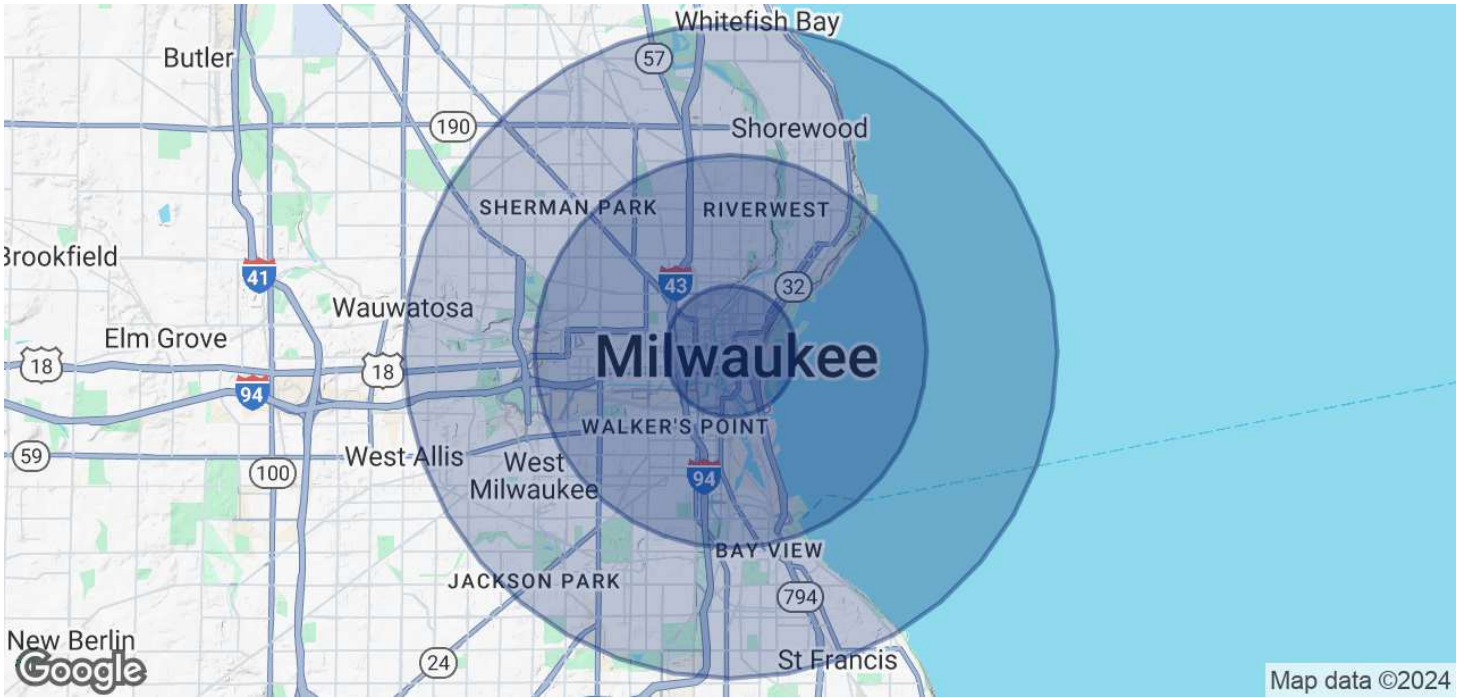 Whitefish Bay
Butler
57
190
Shorewood
SHERMAN PARK
RIVERWEST
Brookfield
41
43
32
Wauwatosa
Elm Grove
18
18
Milwaukee
94
WALKER'S POINT
59
West Allis
100
West
Milwaukee
94
BAY VIEW
JACKSON PARK
794
New Berlin
24
St Francis
Google
Map data ©2024